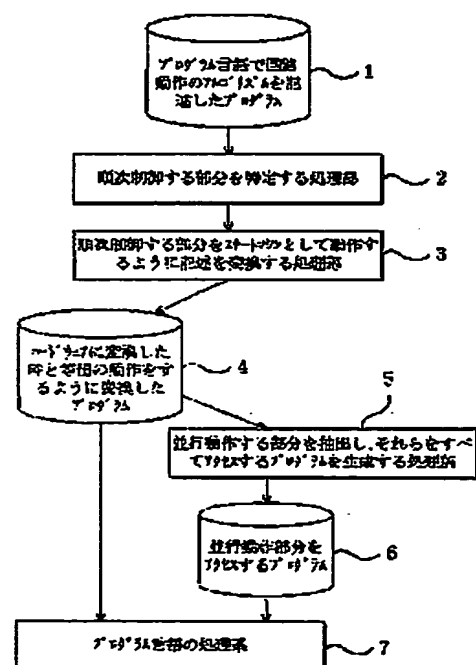 プログラム言語で回路
動作のアルゴリズムを記
述したプログラム
1
順次制御する部分を特定する処理部
2
順次制御する部分をステートマシンとして動作す
るように記述を変換する処理部
3
ハードウェアに変換した
時と等価の動作をす
るように変換した
プログラム
4
5
並行動作する部分を抽出し、それらをすべ
てアクセスするプログラムを生成する処理部
並行動作部分を
アクセスするプログラム
6
プログラム言語の処理系
7